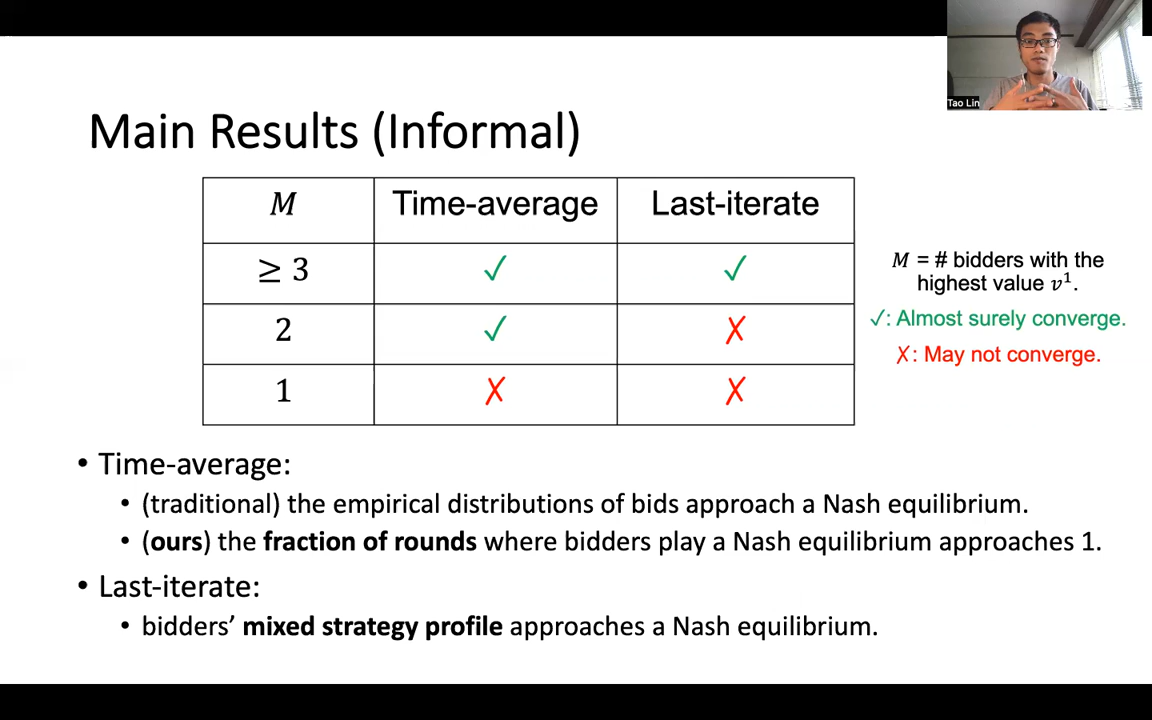 Tao Lin
Main Results (Informal)
M Time-average Last-iterate
≥ 3 ✓ ✓
2 ✓ ✗
1 ✗ ✗
M = # bidders with the
highest value v¹.
✓: Almost surely converge.
✗: May not converge.
• Time-average:
• (traditional) the empirical distributions of bids approach a Nash equilibrium.
• (ours) the fraction of rounds where bidders play a Nash equilibrium approaches 1.
• Last-iterate:
• bidders’ mixed strategy profile approaches a Nash equilibrium.